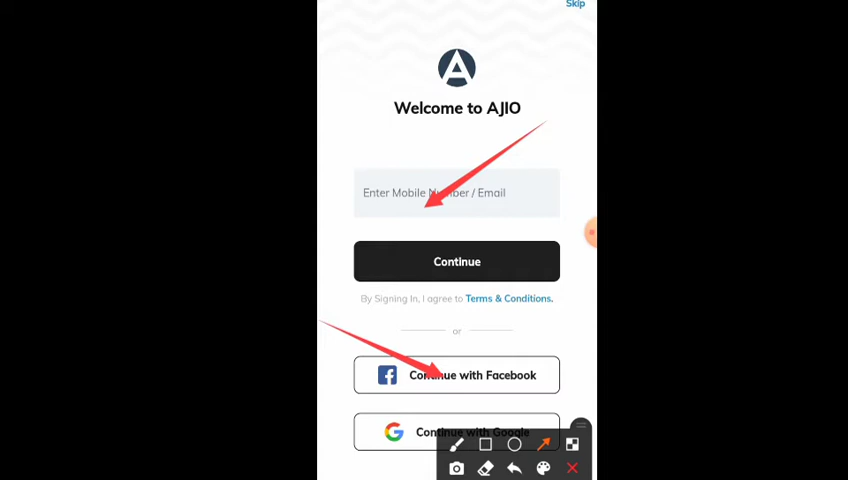 Skip
Welcome to AJIO
Enter Mobile Number / Email
Continue
By Signing In, I agree to Terms & Conditions.
or
Continue with Facebook
Continue with Google